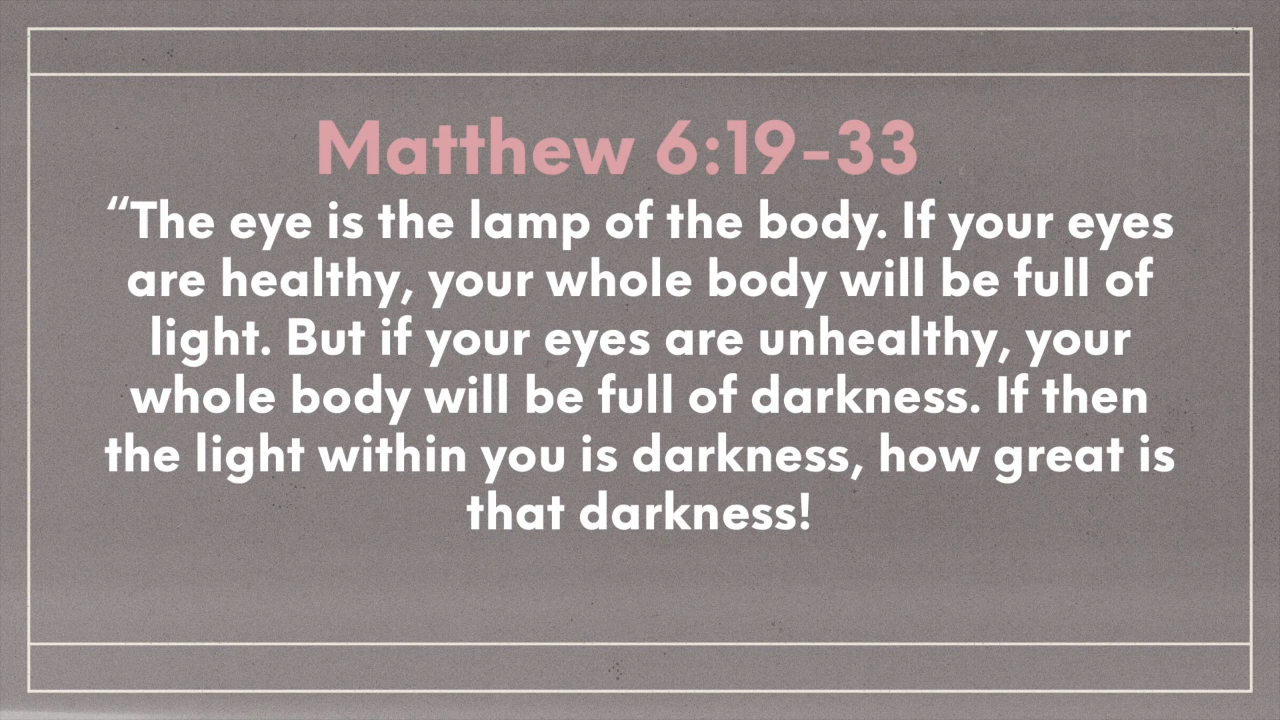 Matthew 6:19-33
“The eye is the lamp of the body. If your eyes
are healthy, your whole body will be full of
light. But if your eyes are unhealthy, your
whole body will be full of darkness. If then
the light within you is darkness, how great is
that darkness!